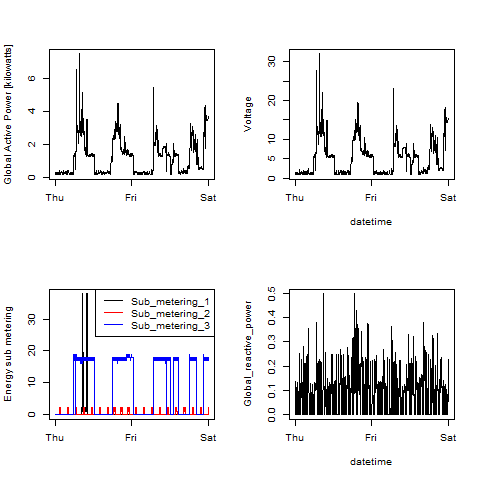 Global Active Power [kilowatts]
6
4
2
0
Thu
Fri
Sat
Voltage
30
20
10
5
0
Thu
Fri
Sat
datetime
Energy sub metering
30
20
10
0
Sub_metering_1
Sub_metering_2
Sub_metering_3
Thu
Fri
Sat
Global_reactive_power
0.5
0.4
0.3
0.2
0.1
0.0
Thu
Fri
Sat
datetime